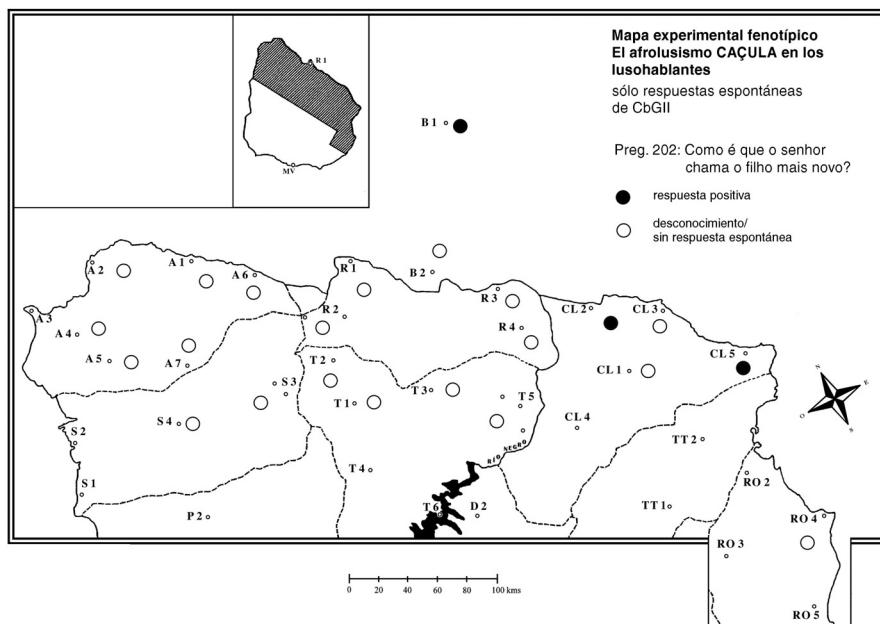 Mapa experimental fenotípico
El afrolusismo CAÇULA en los
lusohablantes
sólo respuestas espontáneas
de CbGII
Preg. 202: Como é que o senhor
chama o filho mais novo?
respuesta positiva
desconocimiento/
sin respuesta espontánea
R 1
MV
B 1
A 2
A 1
A 6
R 1
B 2
R 3
A 3
R 2
CL 2
CL 3
A 4
R 4
A 5
A 7
T 2
CL 1
CL 5
S 3
T 3
T 5
T 1
S 4
CL 4
S 2
TT 2
RÍO NEGRO
N
E
O
S
T 4
RO 2
S 1
P 2
T 6
D 2
TT 1
RO 4
RO 3
RO 5
0 20 40 60 80 100 kms